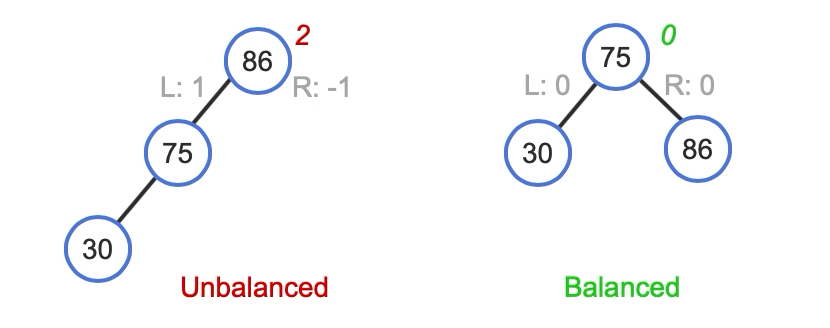 86 2
L: 1 R: -1
75
30
Unbalanced
75 0
L: 0 R: 0
30 86
Balanced